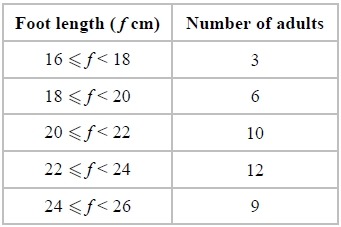 Foot length (f cm) Number of adults
16 ⩽ f < 18 3
18 ⩽ f < 20 6
20 ⩽ f < 22 10
22 ⩽ f < 24 12
24 ⩽ f < 26 9